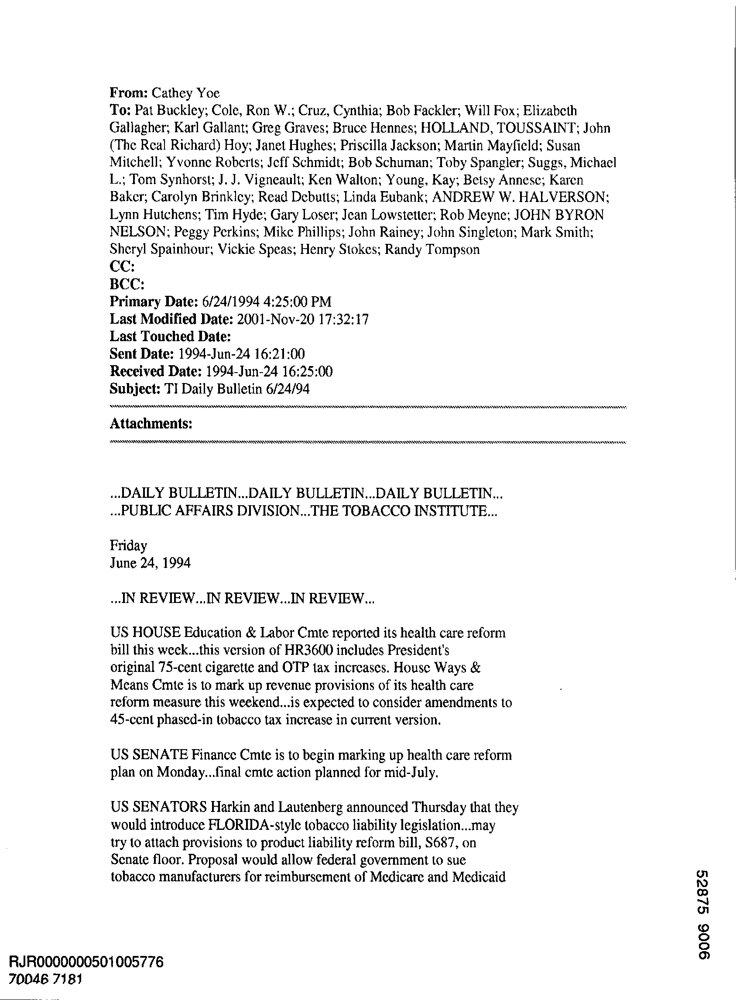 From: Cathey Yoe
To: Pat Buckley; Cole, Ron W.; Cruz, Cynthia; Bob Fackler; Will Fox; Elizabeth
Gallagher; Karl Gallant; Greg Graves; Bruce Hennes; HOLLAND, TOUSSAINT; John
(The Real Richard) Hoy; Janet Hughes; Priscilla Jackson; Martin Mayfield; Susan
Mitchell; Yvonne Roberts; Jeff Schmidt; Bob Schuman; Toby Spangler; Suggs, Michael
L.; Tom Synhorst; J. J. Vigneault; Ken Walton; Young, Kay; Betsy Annese; Karen
Baker; Carolyn Brinkley; Read Debutts; Linda Eubank; ANDREW W. HALVERSON;
Lynn Hutchens; Tim Hyde; Gary Loser; Jean Lowstetter; Rob Meyne; JOHN BYRON
NELSON; Peggy Perkins; Mike Phillips; John Rainey; John Singleton; Mark Smith;
Sheryl Spainhour; Vickie Speas; Henry Stokes; Randy Tompson
CC:
BCC:
Primary Date: 6/24/1994 4:25:00 PM
Last Modified Date: 2001-Nov-20 17:32:17
Last Touched Date:
Sent Date: 1994-Jun-24 16:21:00
Received Date: 1994-Jun-24 16:25:00
Subject: TI Daily Bulletin 6/24/94
Attachments:
...DAILY BULLETIN...DAILY BULLETIN...DAILY BULLETIN...
...PUBLIC AFFAIRS DIVISION...THE TOBACCO INSTITUTE...
Friday
June 24, 1994
...IN REVIEW...IN REVIEW...IN REVIEW...
US HOUSE Education & Labor Cmte reported its health care reform
bill this week...this version of HR3600 includes President's
original 75-cent cigarette and OTP tax increases. House Ways &
Means Cmte is to mark up revenue provisions of its health care
reform measure this weekend...is expected to consider amendments to
45-cent phased-in tobacco tax increase in current version.
US SENATE Finance Cmte is to begin marking up health care reform
plan on Monday...final cmte action planned for mid-July.
US SENATORS Harkin and Lautenberg announced Thursday that they
would introduce FLORIDA-style tobacco liability legislation...may
try to attach provisions to product liability reform bill, S687, on
Senate floor. Proposal would allow federal government to sue
tobacco manufacturers for reimbursement of Medicare and Medicaid
52875 9006
RJR0000000501005776
70046 7181